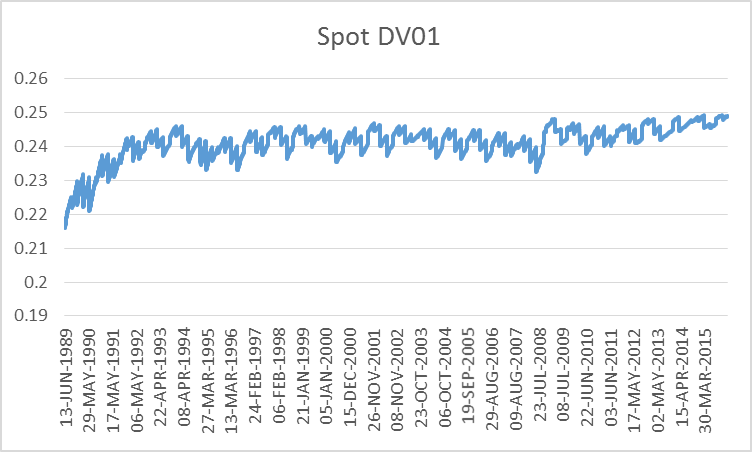 Spot DV01
0.26
0.25
0.24
0.23
0.22
0.21
0.2
0.19
13-JUN-1989
29-MAY-1990
17-MAY-1991
06-MAY-1992
22-APR-1993
08-APR-1994
27-MAR-1995
13-MAR-1996
24-FEB-1997
06-FEB-1998
21-JAN-1999
05-JAN-2000
15-DEC-2000
26-NOV-2001
08-NOV-2002
23-OCT-2003
06-OCT-2004
19-SEP-2005
29-AUG-2006
09-AUG-2007
23-JUL-2008
08-JUL-2009
22-JUN-2010
03-JUN-2011
17-MAY-2012
02-MAY-2013
15-APR-2014
30-MAR-2015